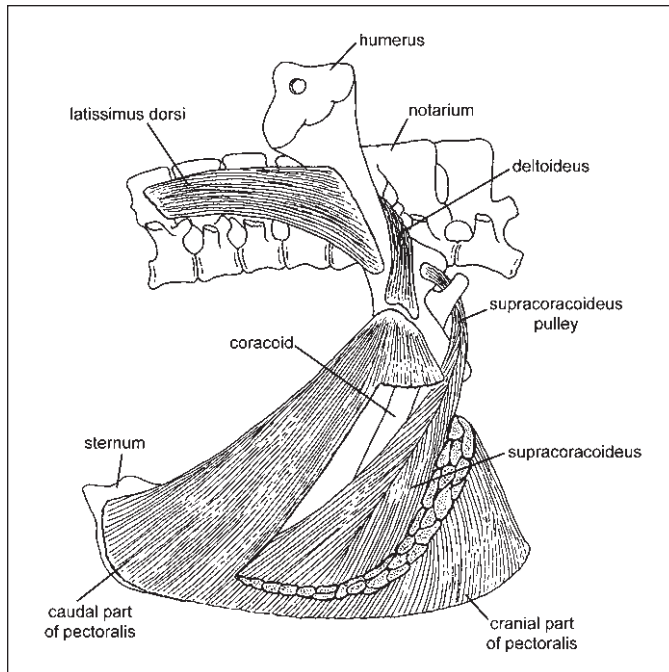 humerus
latissimus dorsi
notarium
deltoideus
supracoracoideus
pulley
coracoid
sternum
supracoracoideus
caudal part
of pectoralis
cranial part
of pectoralis